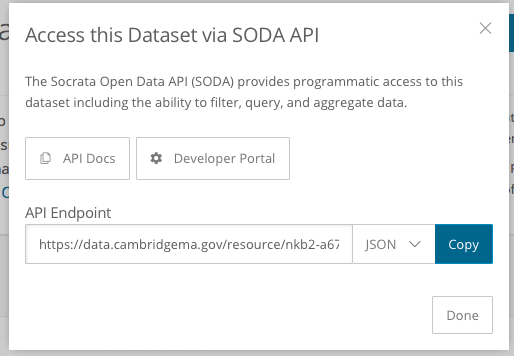 Access this Dataset via SODA API
The Socrata Open Data API (SODA) provides programmatic access to this
dataset including the ability to filter, query, and aggregate data.
API Docs
Developer Portal
API Endpoint
https://data.cambridgema.gov/resource/nkb2-a67
JSON
Copy
Done